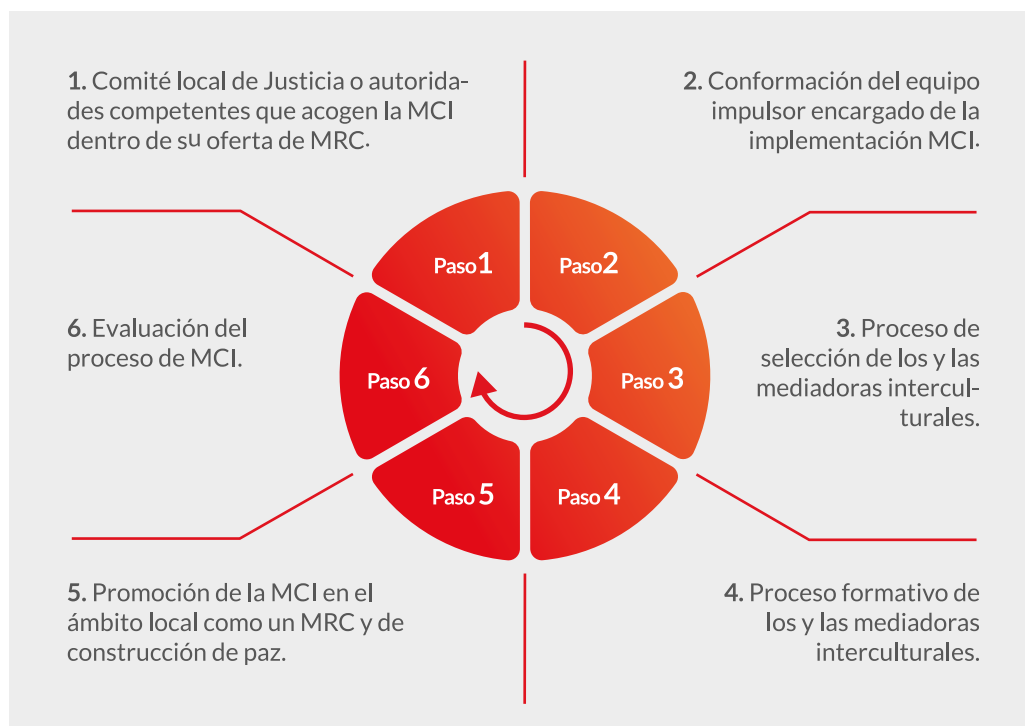 1. Comité local de Justicia o autorida-
des competentes que acogen la MCI
dentro de su oferta de MRC.
2. Conformación del equipo
impulsor encargado de la
implementación MCI.
Paso 1
Paso 2
6. Evaluación del
proceso de MCI.
Paso 6
Paso 3
3. Proceso de
selección de los y las
mediadoras intercul-
turales.
Paso 5
Paso 4
5. Promoción de la MCI en el
ámbito local como un MRC y de
construcción de paz.
4. Proceso formativo de
los y las mediadoras
interculturales.